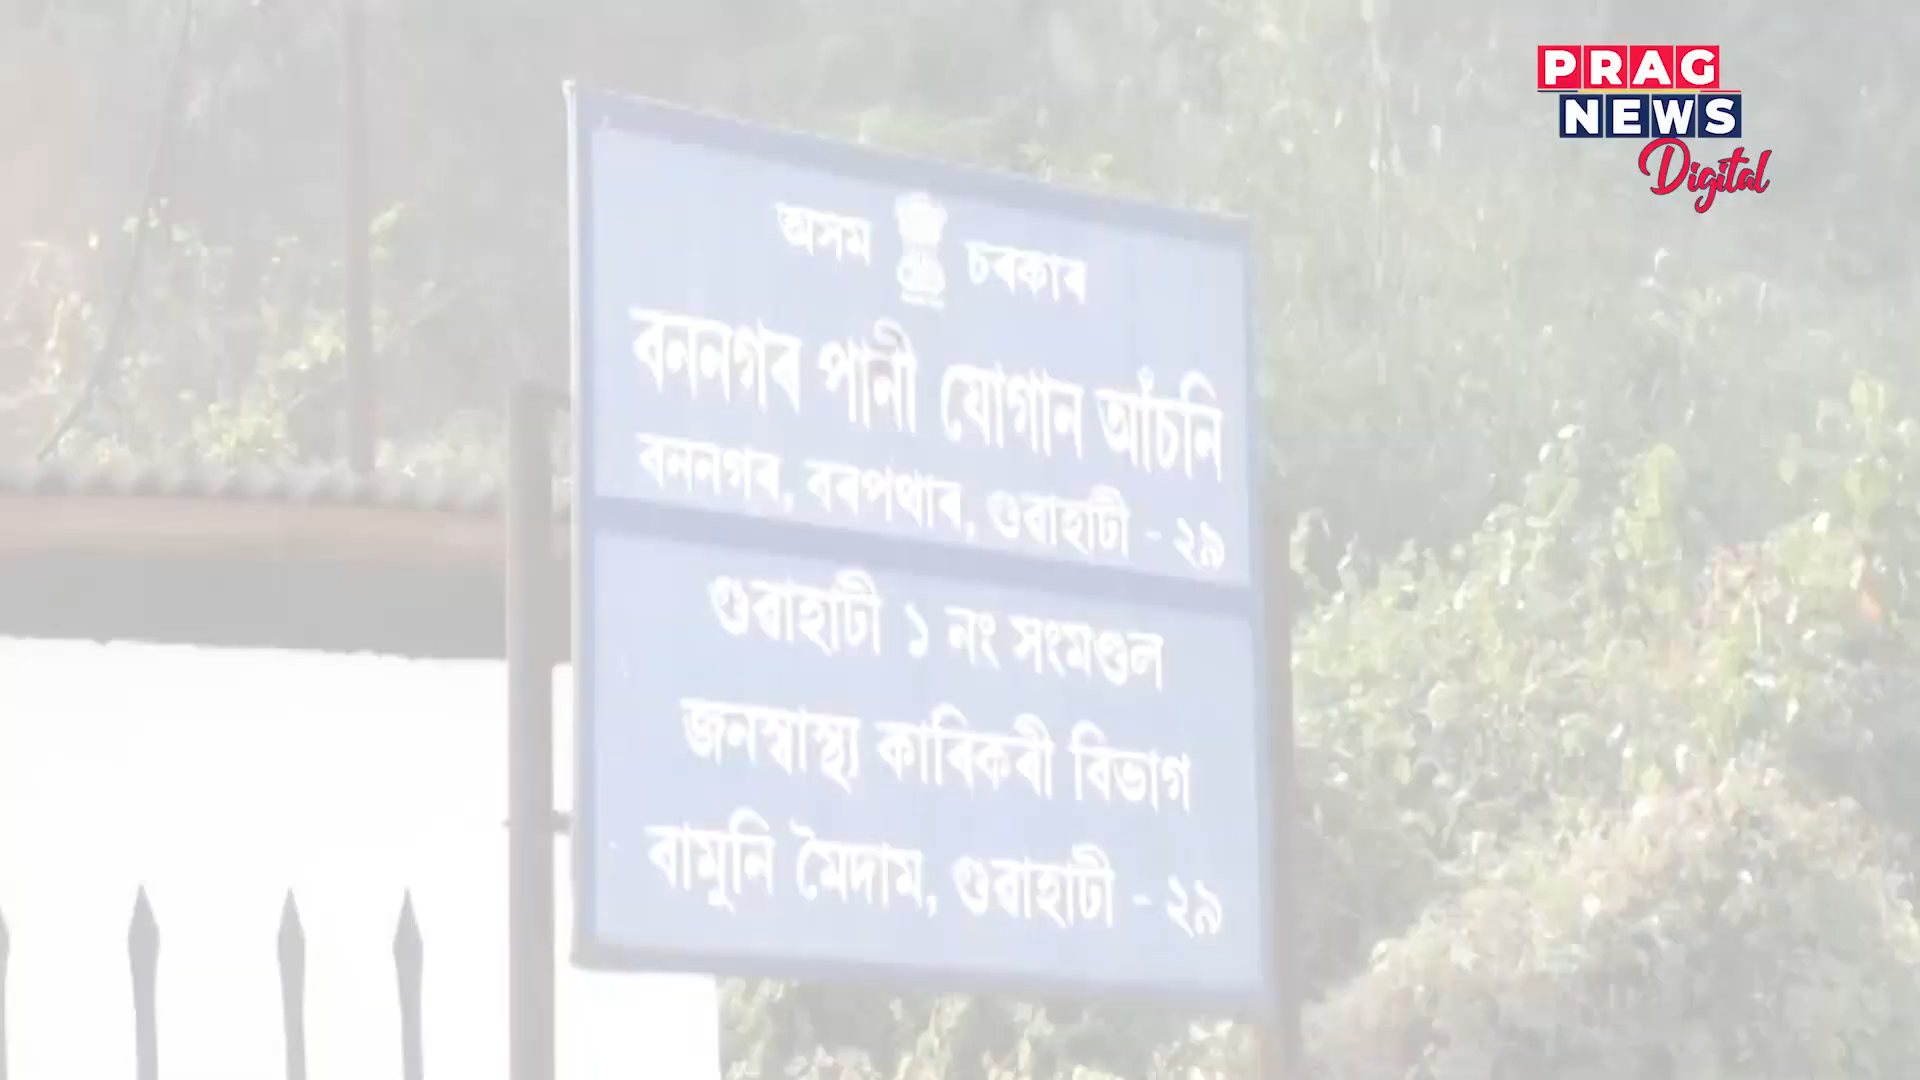 PRAG
NEWS
Digital
অসম চৰকাৰ
বননগৰ পানী যোগান আঁচনি
বননগৰ, বৰপথাৰ, গুৱাহাটী - ২৯
গুৱাহাটী ১ নং সংমণ্ডল
জনস্বাস্থ্য কাৰিকৰী বিভাগ
বামুনি মৈদাম, গুৱাহাটী - ২৯